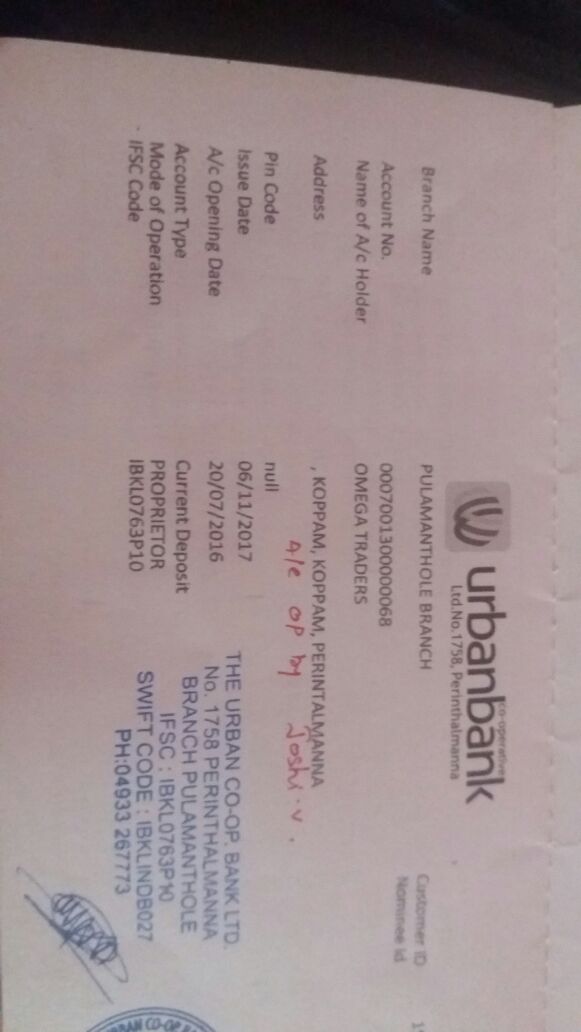 co-operative
urbanbank
Ltd.No.1758, Perinthalmanna
Branch Name PULAMANTHOLE BRANCH Customer ID
Nominee Id
Account No. 0007001300000068
Name of A/c Holder OMEGA TRADERS
Address , KOPPAM, KOPPAM, PERINTALMANNA
A/c OP by Joshi.V.
Pin Code null
Issue Date 06/11/2017
A/c Opening Date 20/07/2016
Account Type Current Deposit
Mode of Operation PROPRIETOR
IFSC Code IBKL0763P10
THE URBAN CO-OP. BANK LTD.
No. 1758 PERINTHALMANNA
BRANCH PULAMANTHOLE
IFSC : IBKL0763P10
SWIFT CODE : IBKLINDB027
PH:04933 267773